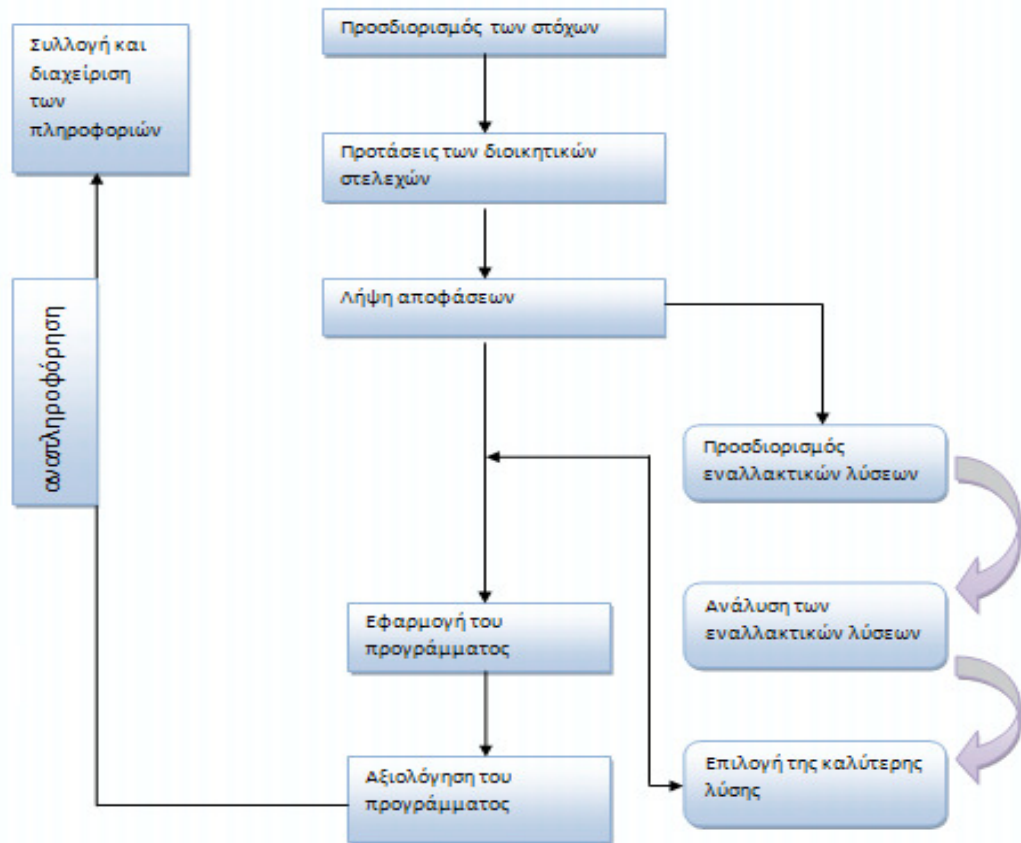 Προσδιορισμός των στόχων
Συλλογή και
διαχείριση
των
πληροφοριών
Προτάσεις των διοικητικών
στελεχών
Λήψη αποφάσεων
αναπληροφόρηση
Προσδιορισμός
εναλλακτικών λύσεων
Ανάλυση των
εναλλακτικών λύσεων
Εφαρμογή του
προγράμματος
Επιλογή της καλύτερης
λύσης
Αξιολόγηση του
προγράμματος